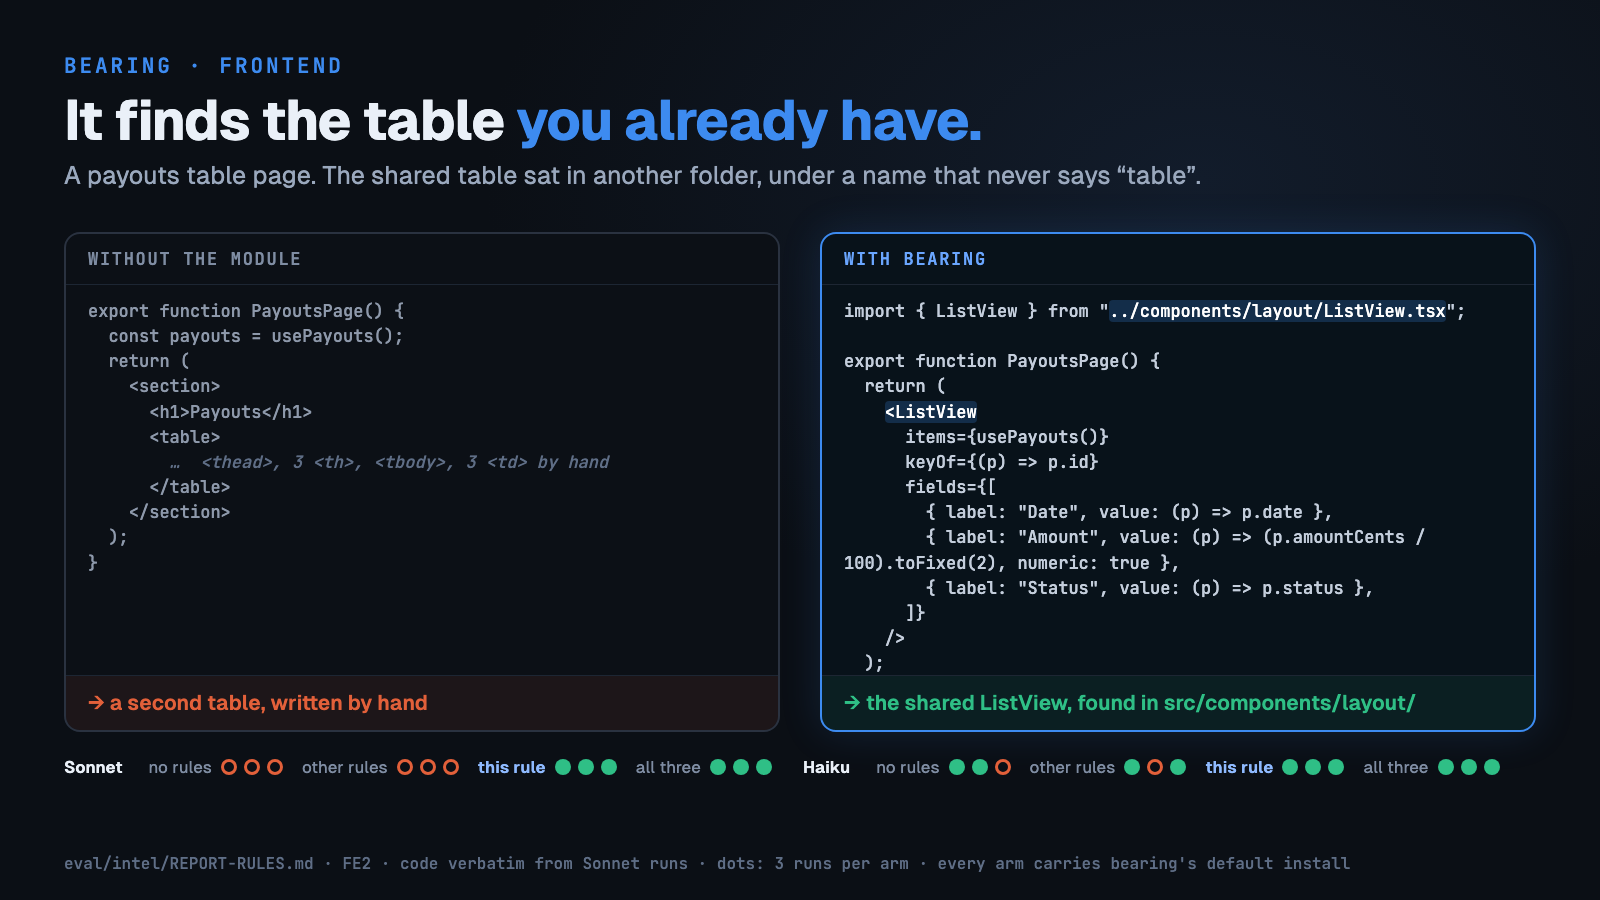 BEARING · FRONTEND
It finds the table you already have.
A payouts table page. The shared table sat in another folder, under a name that never says “table”.
WITHOUT THE MODULE
export function PayoutsPage() {
  const payouts = usePayouts();
  return (
    <section>
      <h1>Payouts</h1>
      <table>
        …  <thead>, 3 <th>, <tbody>, 3 <td> by hand
      </table>
    </section>
  );
}
→ a second table, written by hand
WITH BEARING
import { ListView } from "../components/layout/ListView.tsx";
export function PayoutsPage() {
  return (
    <ListView
      items={usePayouts()}
      keyOf={(p) => p.id}
      fields={[
        { label: "Date", value: (p) => p.date },
        { label: "Amount", value: (p) => (p.amountCents /
100).toFixed(2), numeric: true },
        { label: "Status", value: (p) => p.status },
      ]}
    />
  );
→ the shared ListView, found in src/components/layout/
Sonnet no rules other rules this rule all three Haiku no rules other rules this rule all three
eval/intel/REPORT-RULES.md · FE2 · code verbatim from Sonnet runs · dots: 3 runs per arm · every arm carries bearing's default install